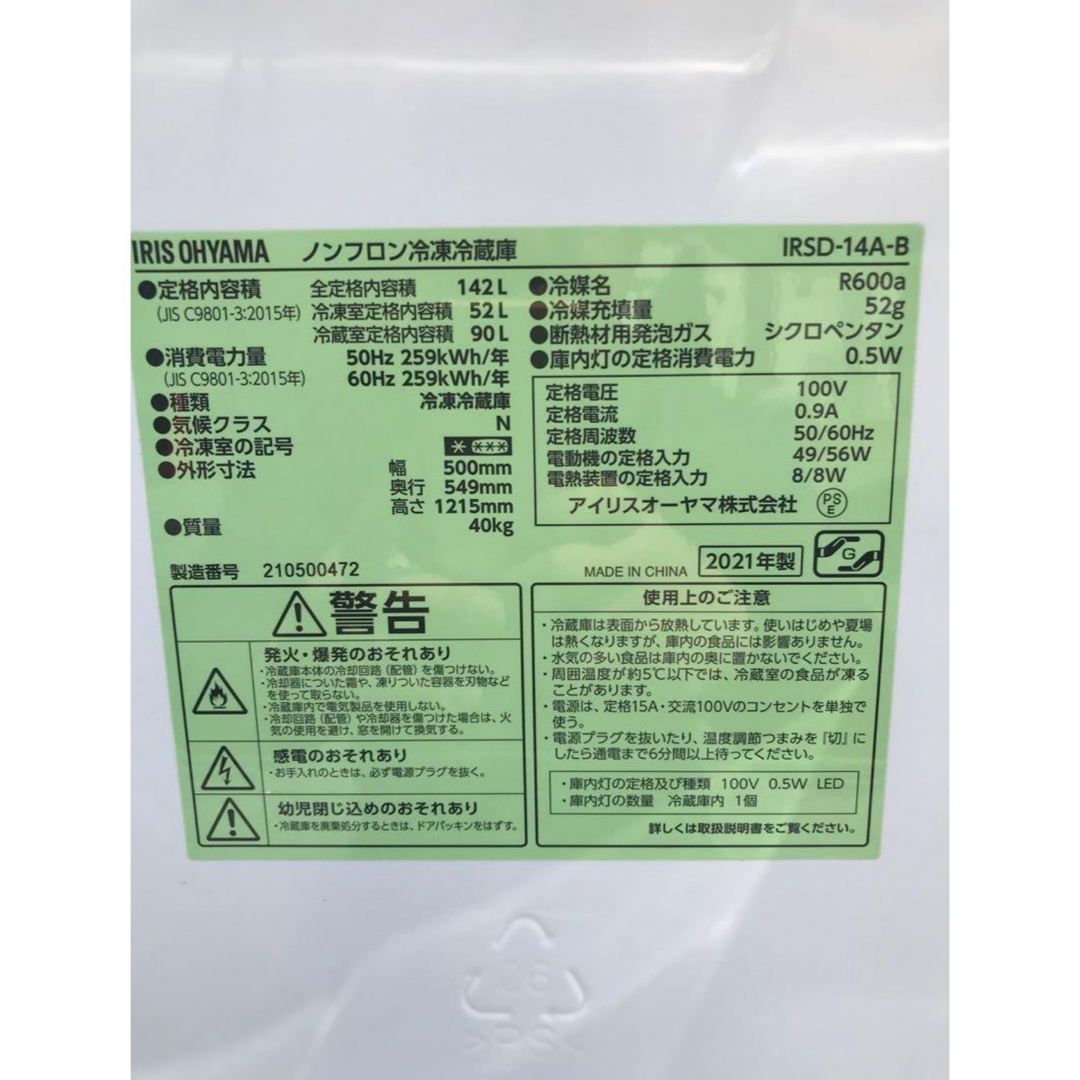 IRIS OHYAMA ノンフロン冷凍冷蔵庫 IRSD-14A-B
●定格内容積 全定格内容積 142L
(JIS C9801-3:2015年) 冷凍室定格内容積 52L
冷蔵室定格内容積 90L
●消費電力量 50Hz 259kWh/年
(JIS C9801-3:2015年) 60Hz 259kWh/年
●種類 冷凍冷蔵庫
●気候クラス N
●冷凍室の記号 * ***
●外形寸法 幅 500mm
奥行 549mm
高さ 1215mm
●質量 40kg
製造番号 210500472
●冷媒名 R600a
●冷媒充填量 52g
●断熱材用発泡ガス シクロペンタン
●庫内灯の定格消費電力 0.5W
定格電圧 100V
定格電流 0.9A
定格周波数 50/60Hz
電動機の定格入力 49/56W
電熱装置の定格入力 8/8W
アイリスオーヤマ株式会社 PSE
MADE IN CHINA 2021年製 G
警告
発火・爆発のおそれあり
・冷蔵庫本体の冷却回路(配管)を傷つけない。
・冷却器についた霜や、凍りついた容器を刃物など
を使って取らない。
・冷蔵庫内で電気製品を使用しない。
・冷却回路(配管)や冷却器を傷つけた場合は、火
気の使用を避け、窓を開けて換気する。
感電のおそれあり
・お手入れのときは、必ず電源プラグを抜く。
幼児閉じ込めのおそれあり
・冷蔵庫を廃棄処分するときは、ドアパッキンをはずす。
使用上のご注意
・冷蔵庫は表面から放熱しています。使いはじめや夏場
は熱くなりますが、庫内の食品には影響ありません。
・水気の多い食品は庫内の奥に置かないでください。
・周囲温度が約5℃以下では、冷蔵室の食品が凍る
ことがあります。
・電源は、定格15A・交流100Vのコンセントを単独で
使う。
・電源プラグを抜いたり、温度調節つまみを『切』に
したら通電まで6分間以上待ってください。
・庫内灯の定格及び種類 100V 0.5W LED
・庫内灯の数量 冷蔵庫内 1個
詳しくは取扱説明書をご覧ください。
06
>PS<